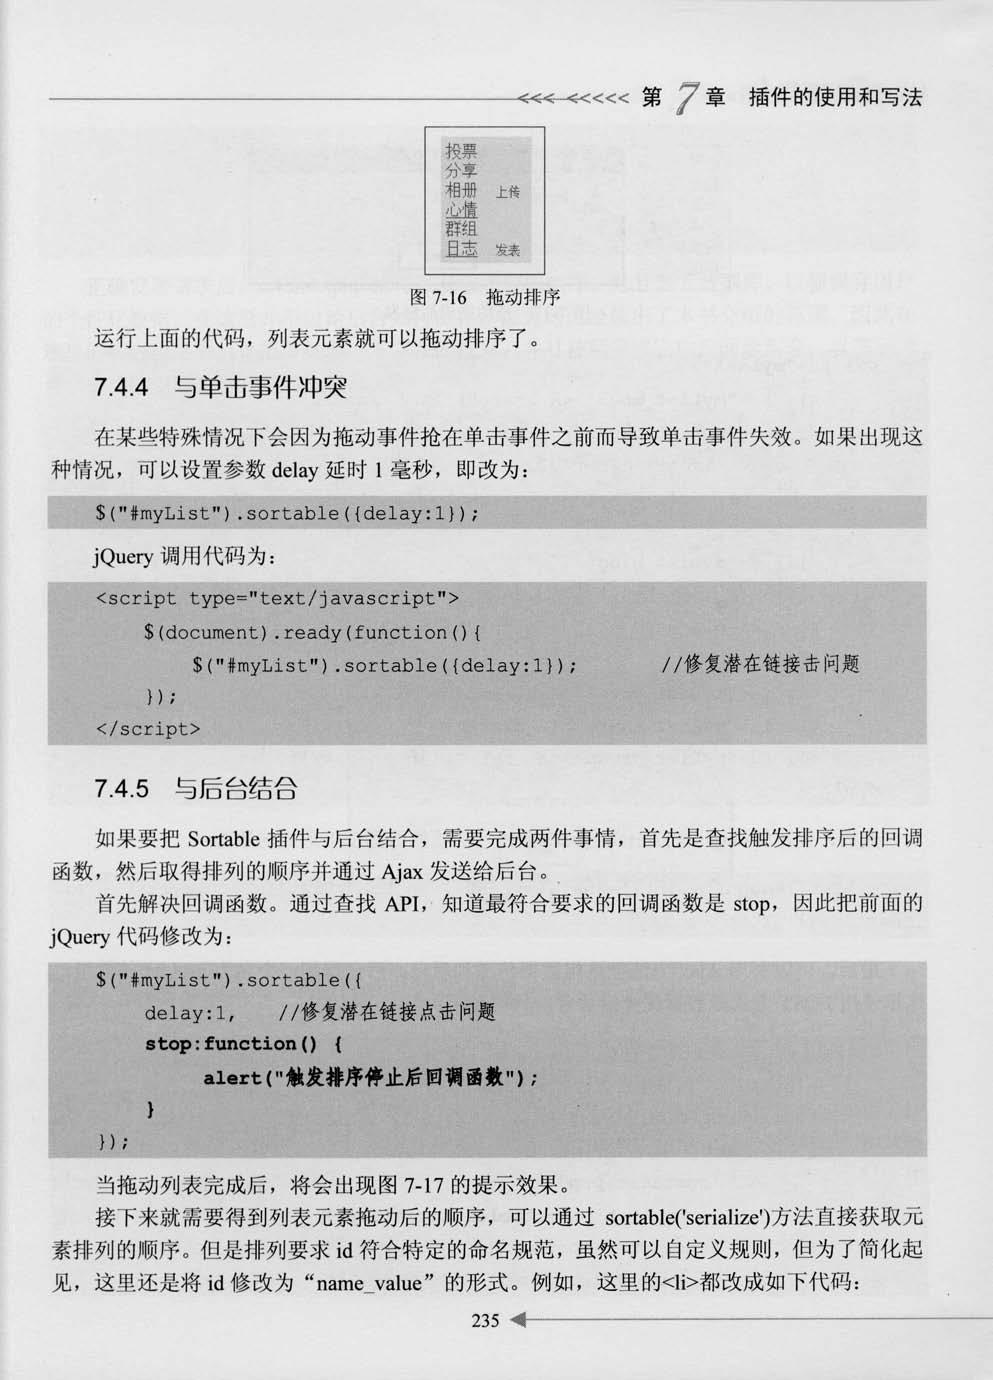 <<< <<<<< 第 7 章 插件的使用和写法
投票
分享
相册 上传
心情
群组
日志 发表
图 7-16 拖动排序
运行上面的代码，列表元素就可以拖动排序了。
7.4.4 与单击事件冲突
在某些特殊情况下会因为拖动事件抢在单击事件之前而导致单击事件失效。如果出现这
种情况，可以设置参数 delay 延时 1 毫秒，即改为：
$("#myList").sortable({delay:1});
jQuery 调用代码为：
<script type="text/javascript">
$(document).ready(function(){
$("#myList").sortable({delay:1}); //修复潜在链接击问题
});
</script>
7.4.5 与后台结合
如果要把 Sortable 插件与后台结合，需要完成两件事情，首先是查找触发排序后的回调
函数，然后取得排列的顺序并通过 Ajax 发送给后台。
首先解决回调函数。通过查找 API，知道最符合要求的回调函数是 stop，因此把前面的
jQuery 代码修改为：
$("#myList").sortable({
delay:1, //修复潜在链接点击问题
stop:function() {
alert("触发排序停止后回调函数");
}
});
当拖动列表完成后，将会出现图 7-17 的提示效果。
接下来就需要得到列表元素拖动后的顺序，可以通过 sortable('serialize')方法直接获取元
素排列的顺序。但是排列要求 id 符合特定的命名规范，虽然可以自定义规则，但为了简化起
见，这里还是将 id 修改为“name_value”的形式。例如，这里的<li>都改成如下代码：
235